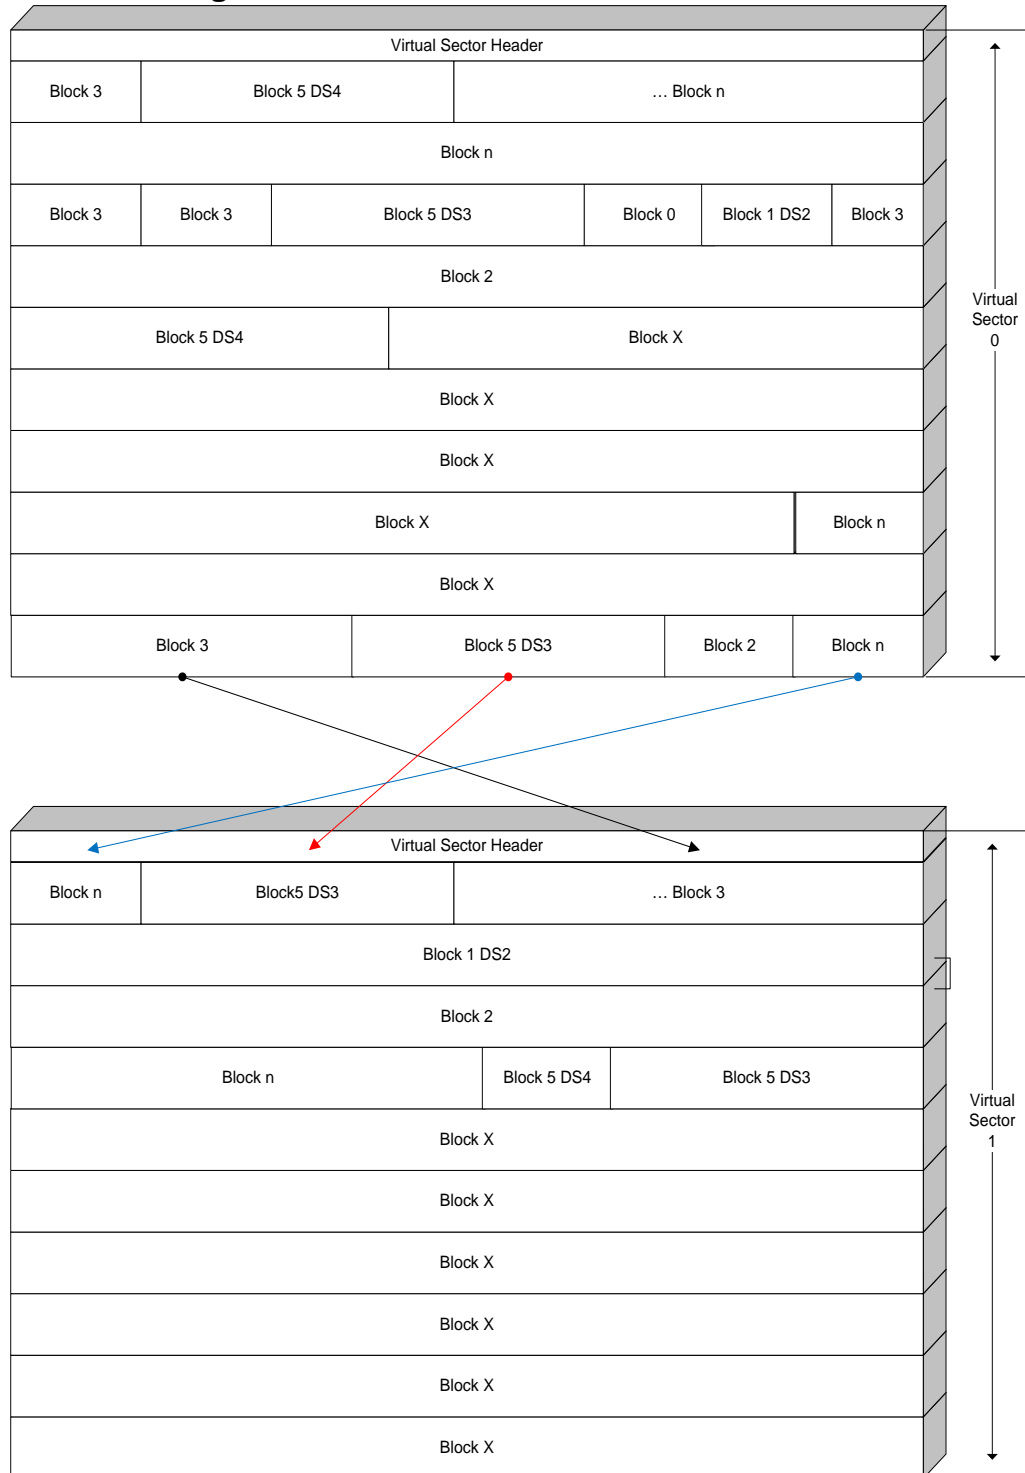 Virtual Sector Header
Block 3 Block 5 DS4 ... Block n
Block n
Block 3 Block 3 Block 5 DS3 Block 0 Block 1 DS2 Block 3
Block 2
Block 5 DS4 Block X
Virtual
Sector
0
Block X
Block X
Block X Block n
Block X
Block 3 Block 5 DS3 Block 2 Block n
Virtual Sector Header
Block n Block5 DS3 ... Block 3
Block 1 DS2
Block 2
Block n Block 5 DS4 Block 5 DS3
Virtual
Sector
1
Block X
Block X
Block X
Block X
Block X
Block X